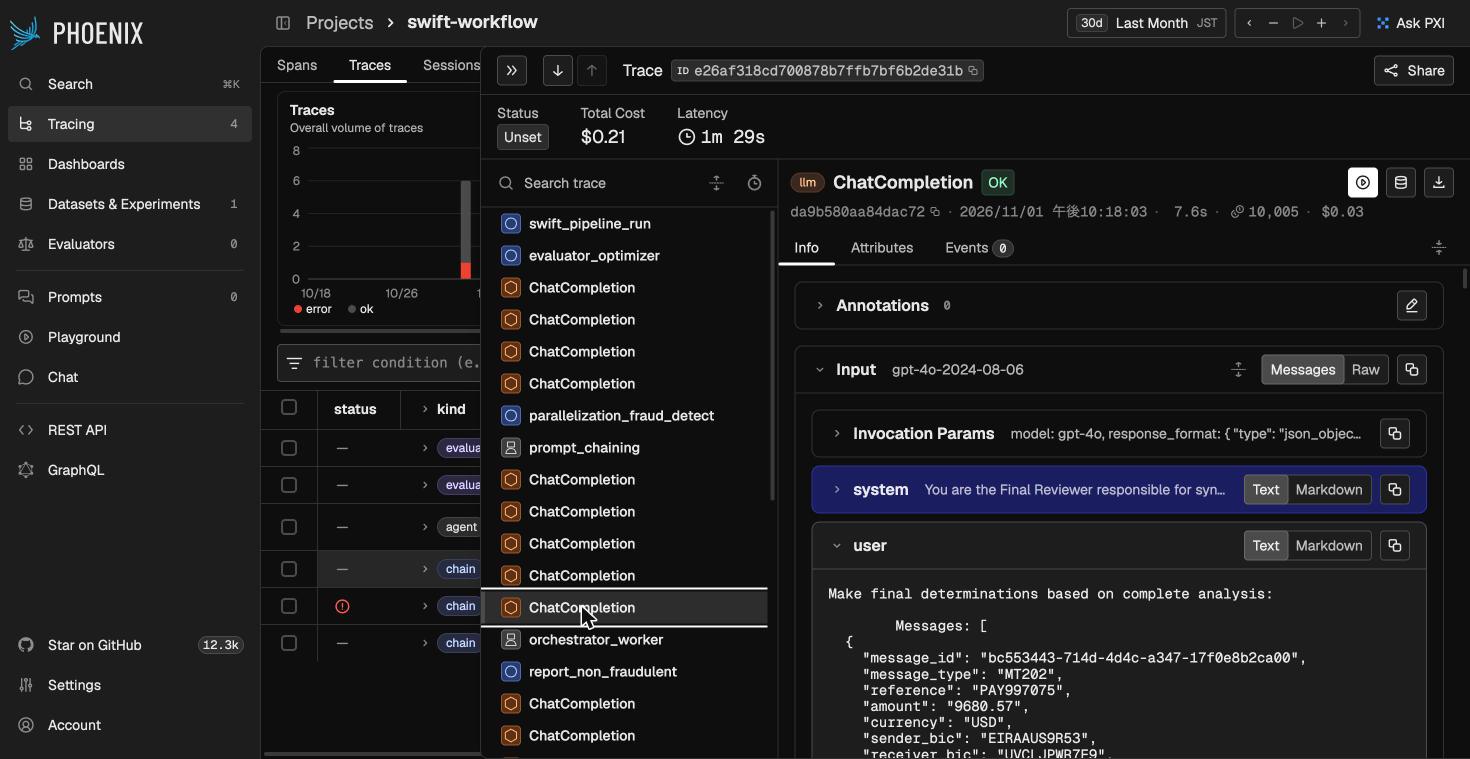 PHOENIX
Search ⌘K
Tracing 4
Dashboards
Datasets & Experiments 1
Evaluators 0
Prompts 0
Playground
Chat
REST API
GraphQL
Star on GitHub 12.3k
Settings
Account
Projects › swift-workflow
30d Last Month JST
Ask PXI
Spans Traces Sessions
Traces
Overall volume of traces
8
6
4
2
0
10/18 10/26 1
error ok
filter condition (e.
status kind
— evalua
— evalua
— agent
— chain
chain
— chain
Trace ID e26af318cd700878b7ffb7bf6b2de31b
Share
Status Total Cost Latency
Unset $0.21 1m 29s
Search trace
swift_pipeline_run
evaluator_optimizer
ChatCompletion
ChatCompletion
ChatCompletion
ChatCompletion
parallelization_fraud_detect
prompt_chaining
ChatCompletion
ChatCompletion
ChatCompletion
ChatCompletion
ChatCompletion
orchestrator_worker
report_non_fraudulent
ChatCompletion
ChatCompletion
llm ChatCompletion OK
da9b580aa84dac72 · 2026/11/01 午後10:18:03 · 7.6s · 10,005 · $0.03
Info Attributes Events 0
Annotations 0
Input gpt-4o-2024-08-06 Messages Raw
Invocation Params model: gpt-4o, response_format: { "type": "json_objec...
system You are the Final Reviewer responsible for syn... Text Markdown
user Text Markdown
Make final determinations based on complete analysis:
Messages: [
{
"message_id": "bc553443-714d-4d4c-a347-17f0e8b2ca00",
"message_type": "MT202",
"reference": "PAY997075",
"amount": "9680.57",
"currency": "USD",
"sender_bic": "EIRAAUS9R53",
"receiver_bic": "UVCLJPWR7F9",